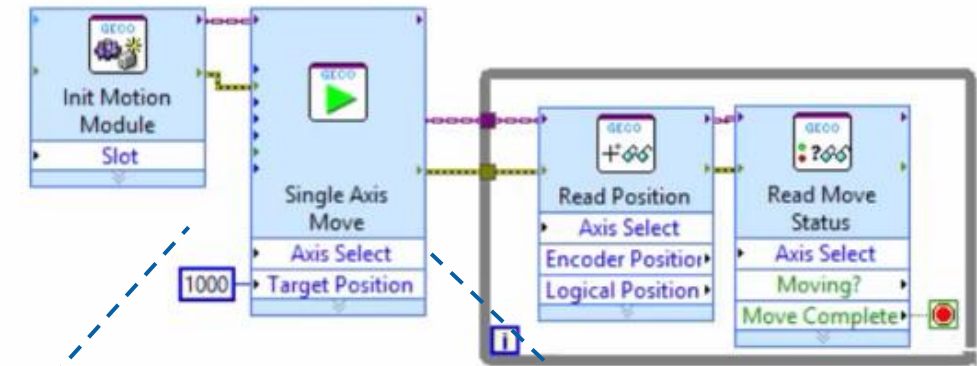 GECO
Init Motion
Module
Slot
GECO
Single Axis
Move
Axis Select
1000
Target Position
GECO
Read Position
Axis Select
Encoder Position
Logical Position
GECO
?
Read Move
Status
Axis Select
Moving?
Move Complete
i